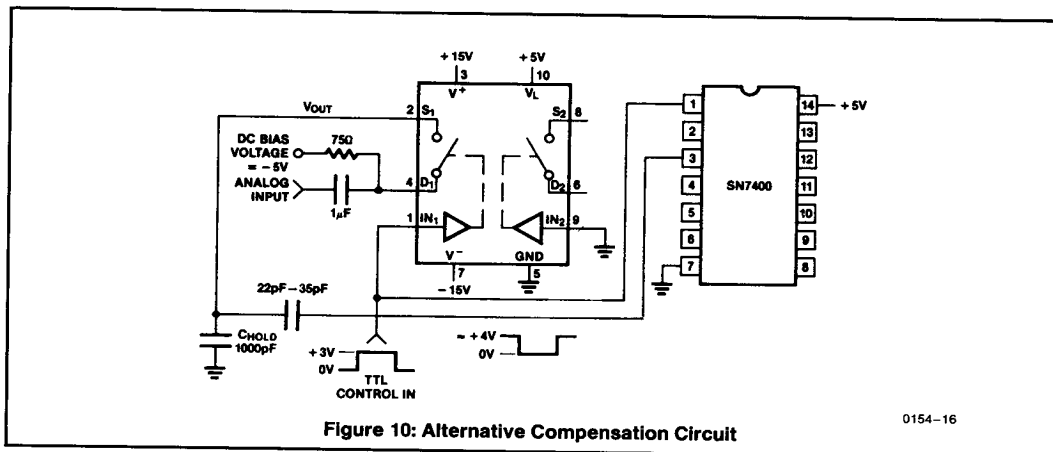 +15V
+5V
3
10
V+
VL
VOUT
2
S1
S2
8
DC BIAS
VOLTAGE
= −5V
75Ω
ANALOG
INPUT
1μF
4
D1
D2
6
1
IN1
IN2
9
V−
GND
7
5
−15V
22pF−35pF
CHOLD
1000pF
+3V
0V
TTL
CONTROL IN
≈ +4V
0V
1
2
3
4
5
6
7
SN7400
14
13
12
11
10
9
8
+5V
0154–16
Figure 10: Alternative Compensation Circuit